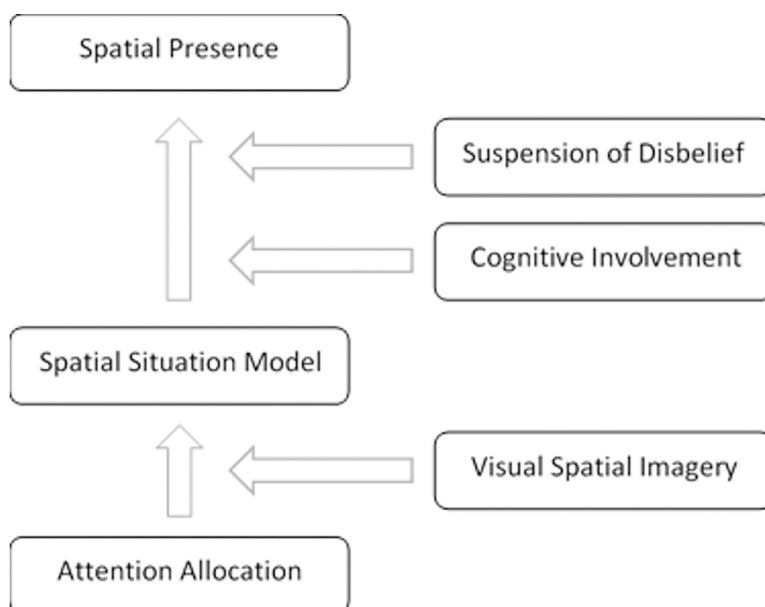 Spatial Presence
Suspension of Disbelief
Cognitive Involvement
Spatial Situation Model
Visual Spatial Imagery
Attention Allocation